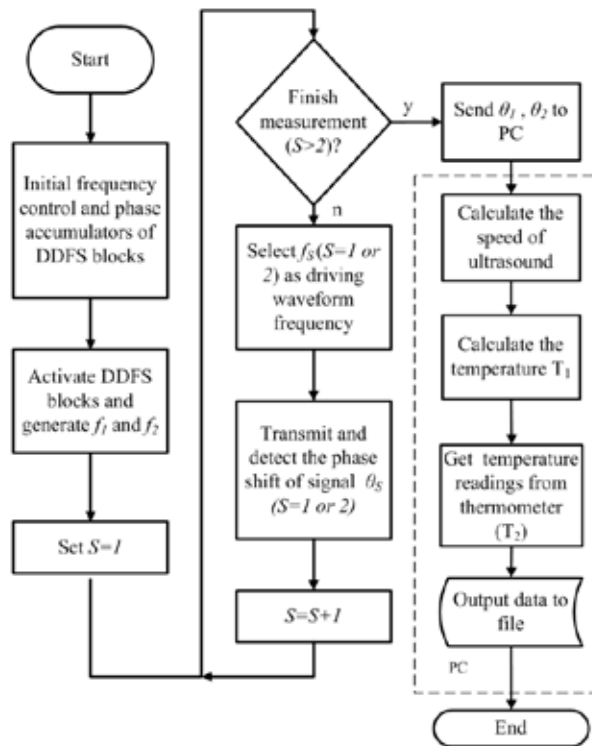 Start
Initial frequency
control and phase
accumulators of
DDFS blocks
Activate DDFS
blocks and
generate f1 and f2
Set S=1
Finish
measurement
(S>2)?
y
n
Select fS(S=1 or
2) as driving
waveform
frequency
Transmit and
detect the phase
shift of signal θS
(S=1 or 2)
S=S+1
Send θ1 , θ2 to
PC
Calculate the
speed of
ultrasound
Calculate the
temperature T1
Get temperature
readings from
thermometer
(T2)
Output data to
file
PC
End